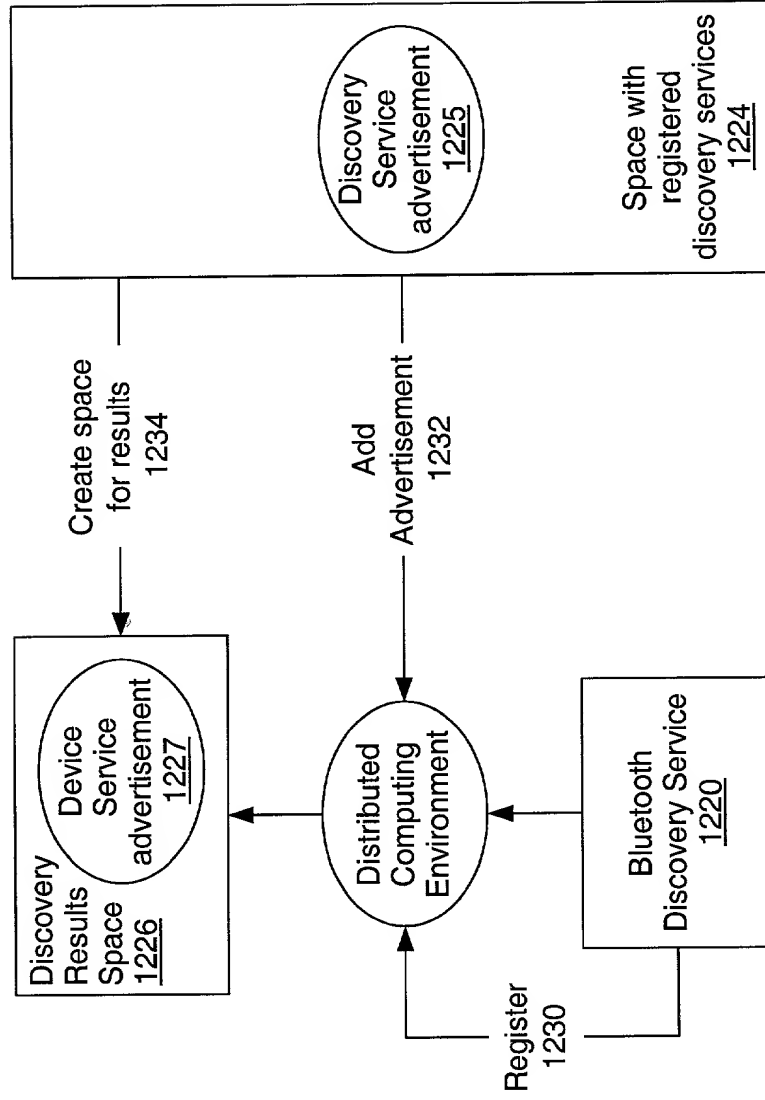 Discovery
Results
Space
1226
Device
Service
advertisement
1227
Create space
for results
1234
Distributed
Computing
Environment
Add
Advertisement
1232
Discovery
Service
advertisement
1225
Space with
registered
discovery services
1224
Register
1230
Bluetooth
Discovery Service
1220